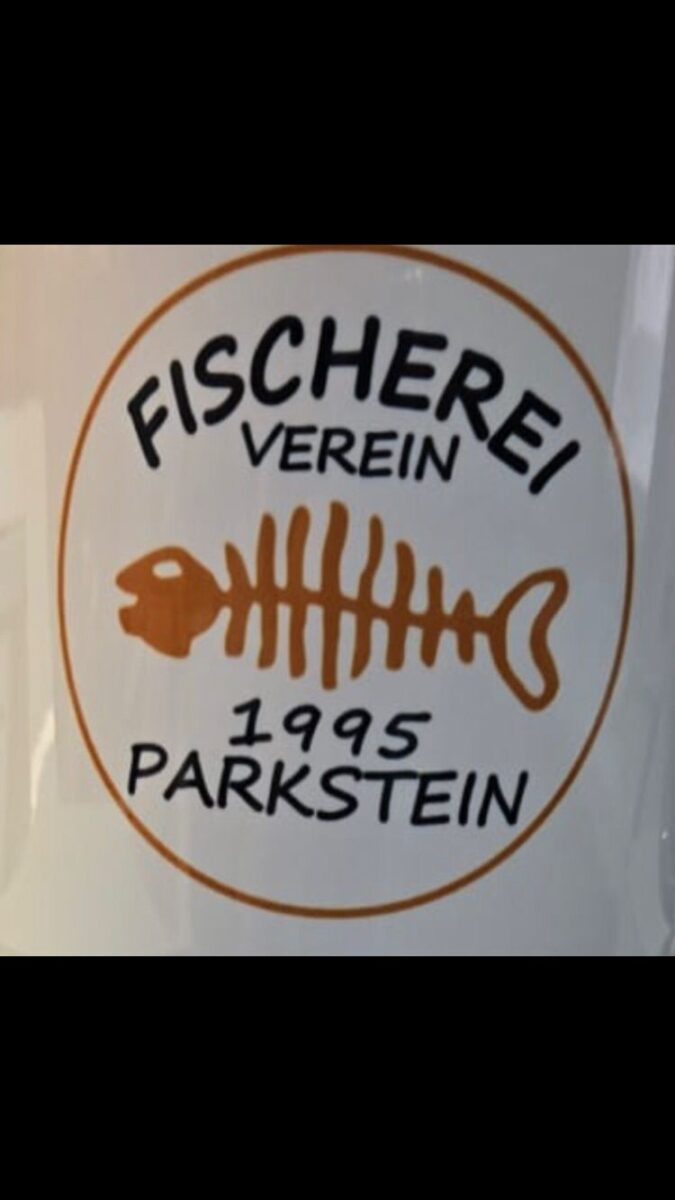 FISCHEREI
VEREIN
1995
PARKSTEIN